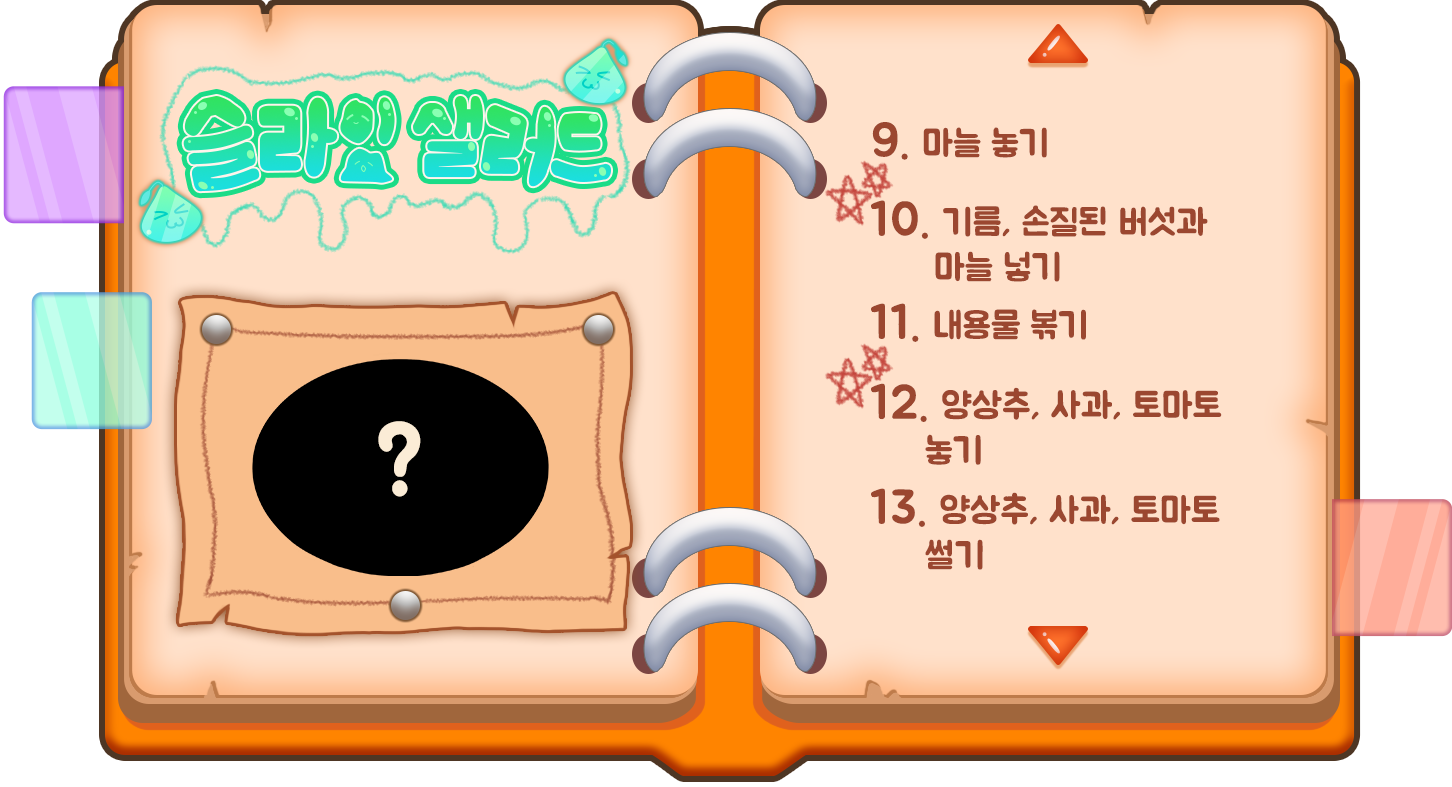 슬라임 샐러드
?
9. 마늘 놓기
10. 기름, 손질된 버섯과
마늘 넣기
11. 내용물 볶기
12. 양상추, 사과, 토마토
놓기
13. 양상추, 사과, 토마토
썰기